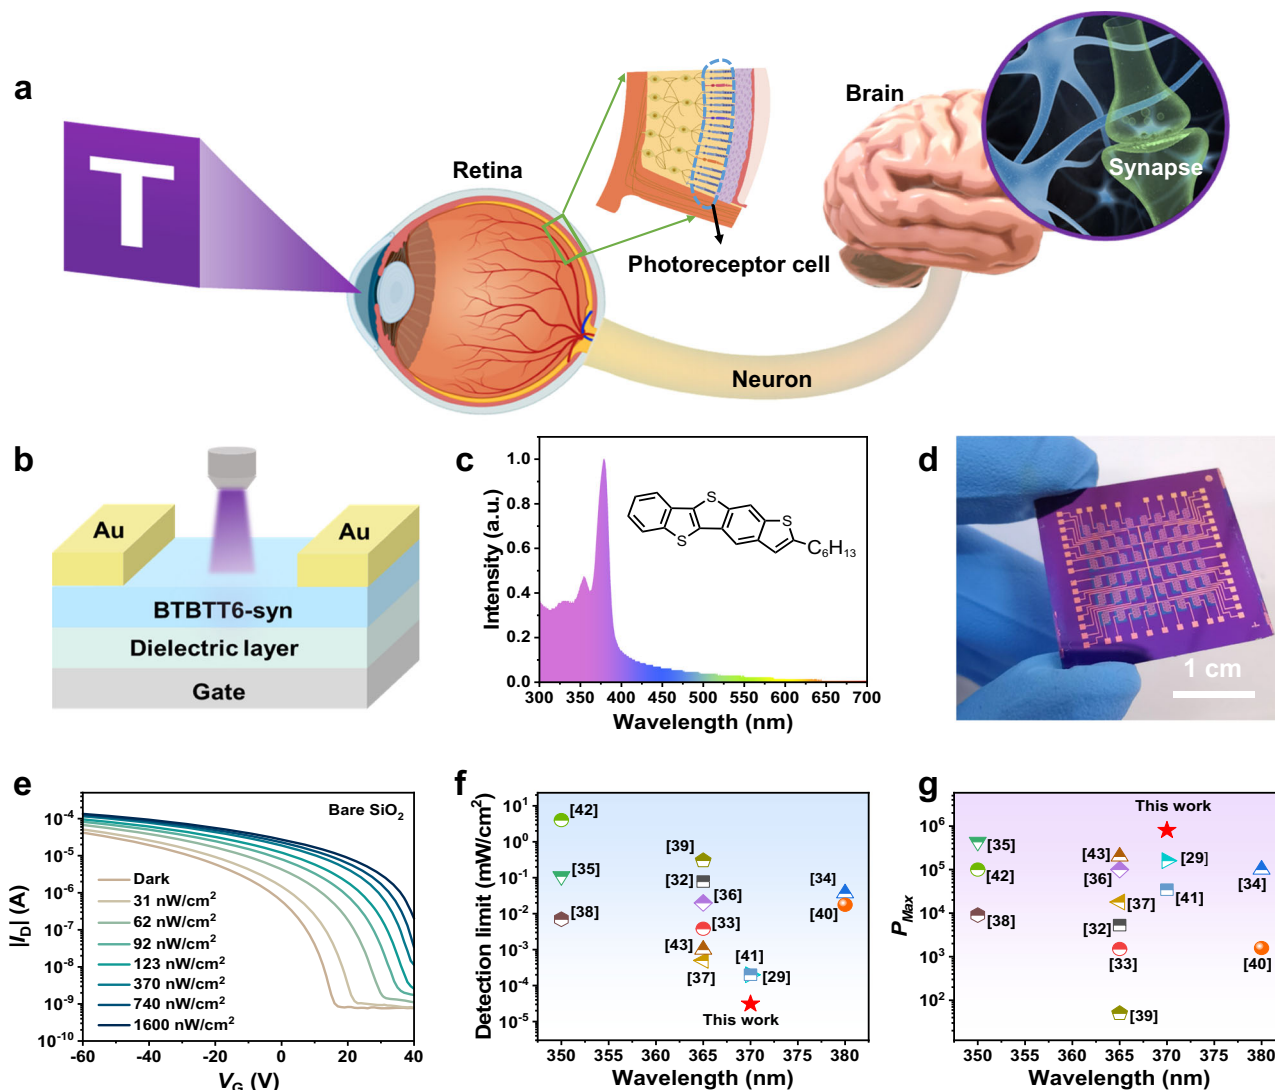 a
T
Retina
Photoreceptor cell
Brain
Synapse
Neuron
b
Au
Au
BTBTT6-syn
Dielectric layer
Gate
c
Intensity (a.u.)
1.0
0.8
0.6
0.4
0.2
0.0
300 350 400 450 500 550 600 650 700
Wavelength (nm)
S
S
S
C₆H₁₃
d
1 cm
e
Bare SiO₂
|I_D| (A)
10⁻⁴
10⁻⁵
10⁻⁶
10⁻⁷
10⁻⁸
10⁻⁹
10⁻¹⁰
Dark
31 nW/cm²
62 nW/cm²
92 nW/cm²
123 nW/cm²
370 nW/cm²
740 nW/cm²
1600 nW/cm²
-60 -40 -20 0 20 40
V_G (V)
f
Detection limit (mW/cm²)
10¹
10⁰
10⁻¹
10⁻²
10⁻³
10⁻⁴
10⁻⁵
[42]
[39]
[35]
[32]
[36]
[34]
[38]
[33]
[40]
[43]
[41]
[37]
[29]
This work
350 355 360 365 370 375 380
Wavelength (nm)
g
P_Max
10⁶
10⁵
10⁴
10³
10²
This work
[35]
[43]
[29]
[42]
[36]
[34]
[41]
[37]
[38]
[32]
[33]
[40]
[39]
350 355 360 365 370 375 380
Wavelength (nm)